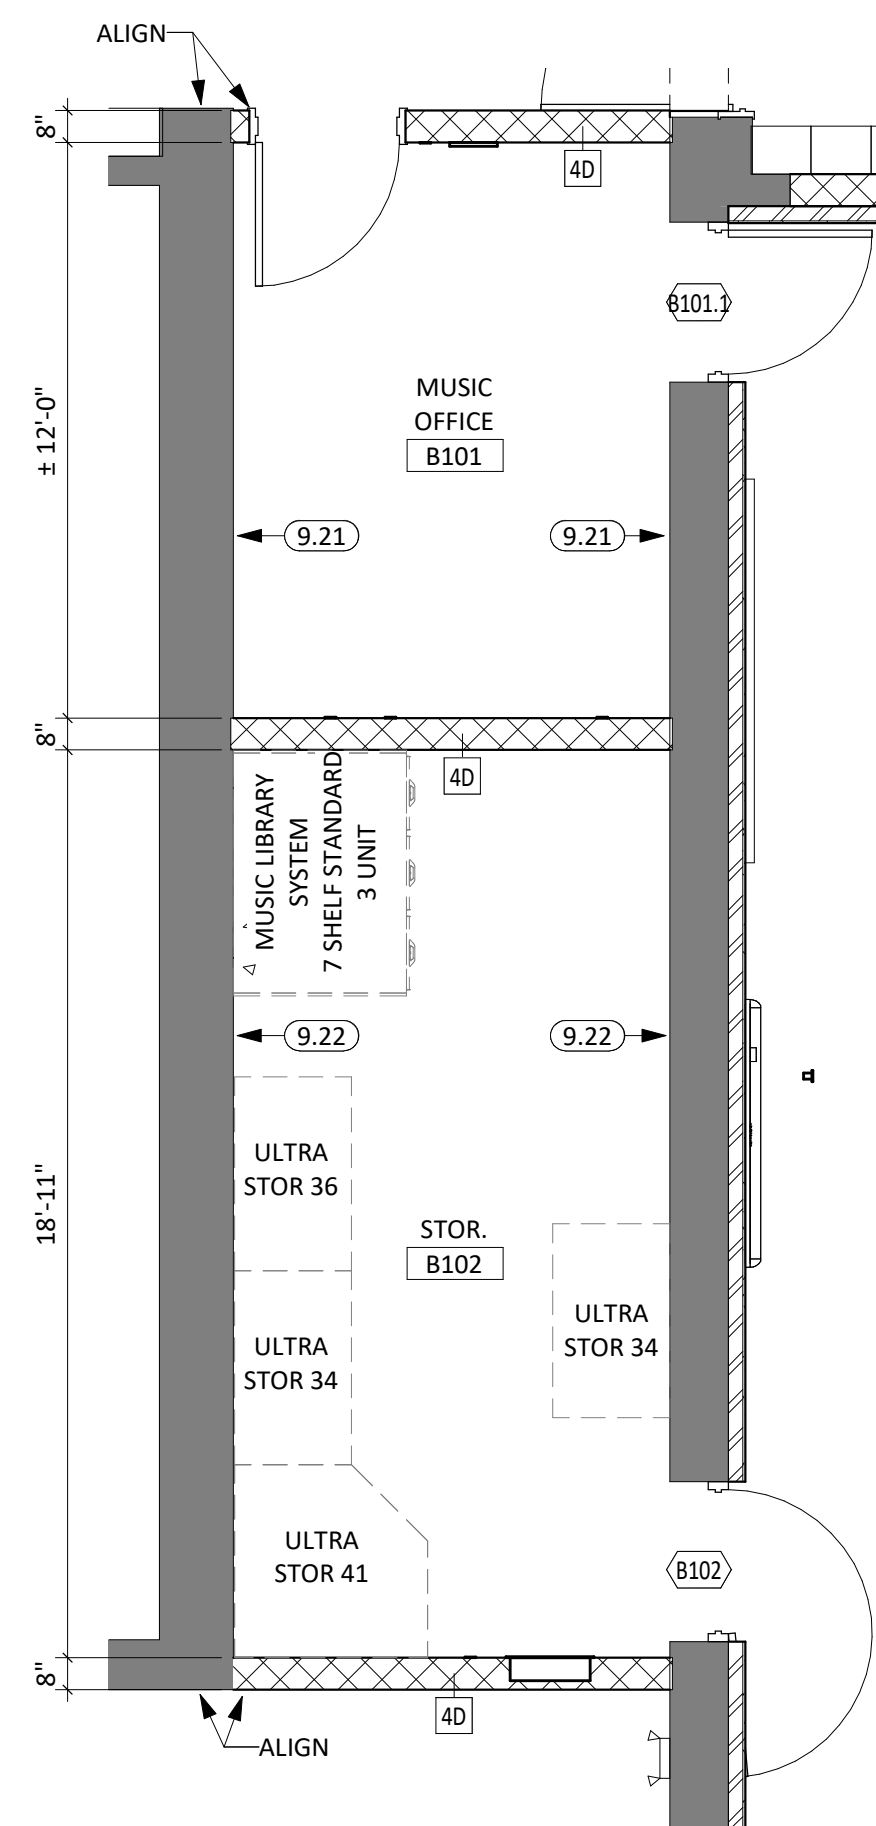 ALIGN
8"
4D
B101.1
± 12'-0"
MUSIC
OFFICE
B101
9.21
9.21
8"
4D
MUSIC LIBRARY
SYSTEM
7 SHELF STANDARD
3 UNIT
9.22
9.22
18'-11"
ULTRA
STOR 36
STOR.
B102
ULTRA
STOR 34
ULTRA
STOR 34
ULTRA
STOR 41
B102
8"
4D
ALIGN